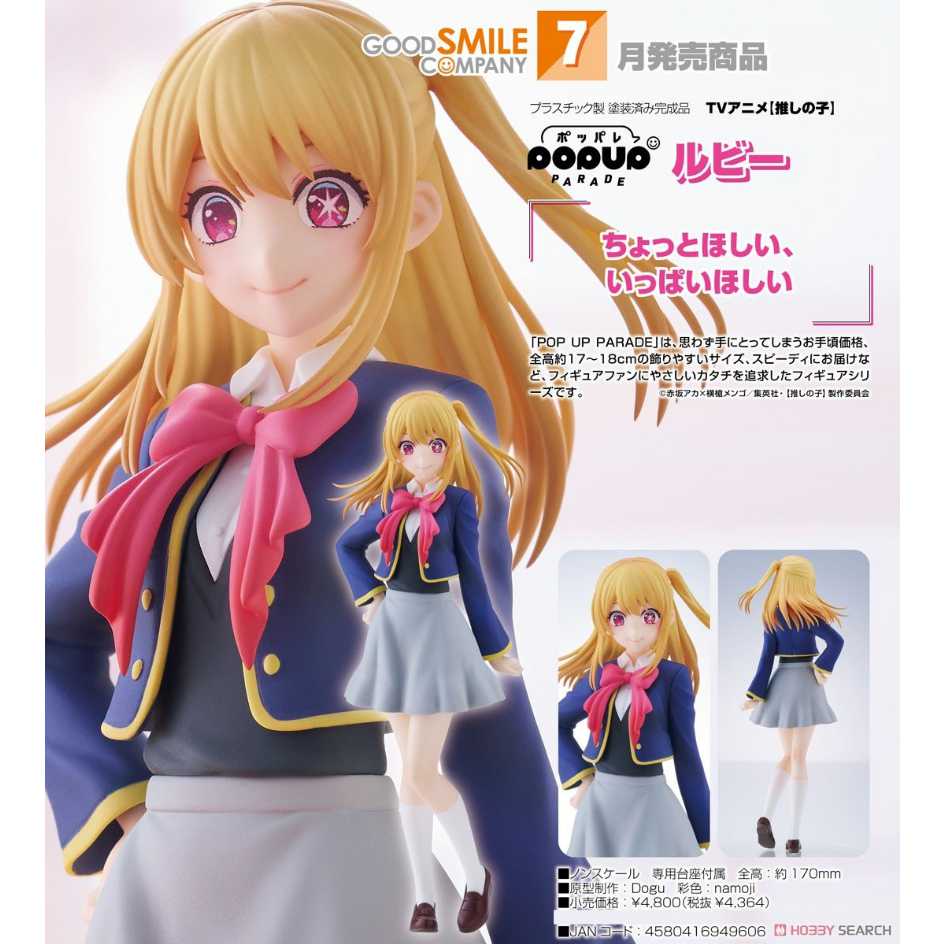 GOOD SMILE
COMPANY
7
月発売商品
プラスチック製 塗装済み完成品 TVアニメ【推しの子】
ポッパレっ
POPUP
PARADE
ルビー
ちょっとほしい、
いっぱいほしい
「POP UP PARADE」は、思わず手にとってしまうお手頃価格、
全高約17〜18cmの飾りやすいサイズ、スピーディにお届けな
ど、フィギュアファンにやさしいカタチを追求したフィギュアシリ
ーズです。
©赤坂アカ×横槍メンゴ／集英社・【推しの子】製作委員会
■ノンスケール 専用台座付属 全高：約170mm
■原型制作：Dogu 彩色：namoji
■小売価格：￥4,800（税抜 ￥4,364）
■JAN コード：4580416949606
HOBBY SEARCH